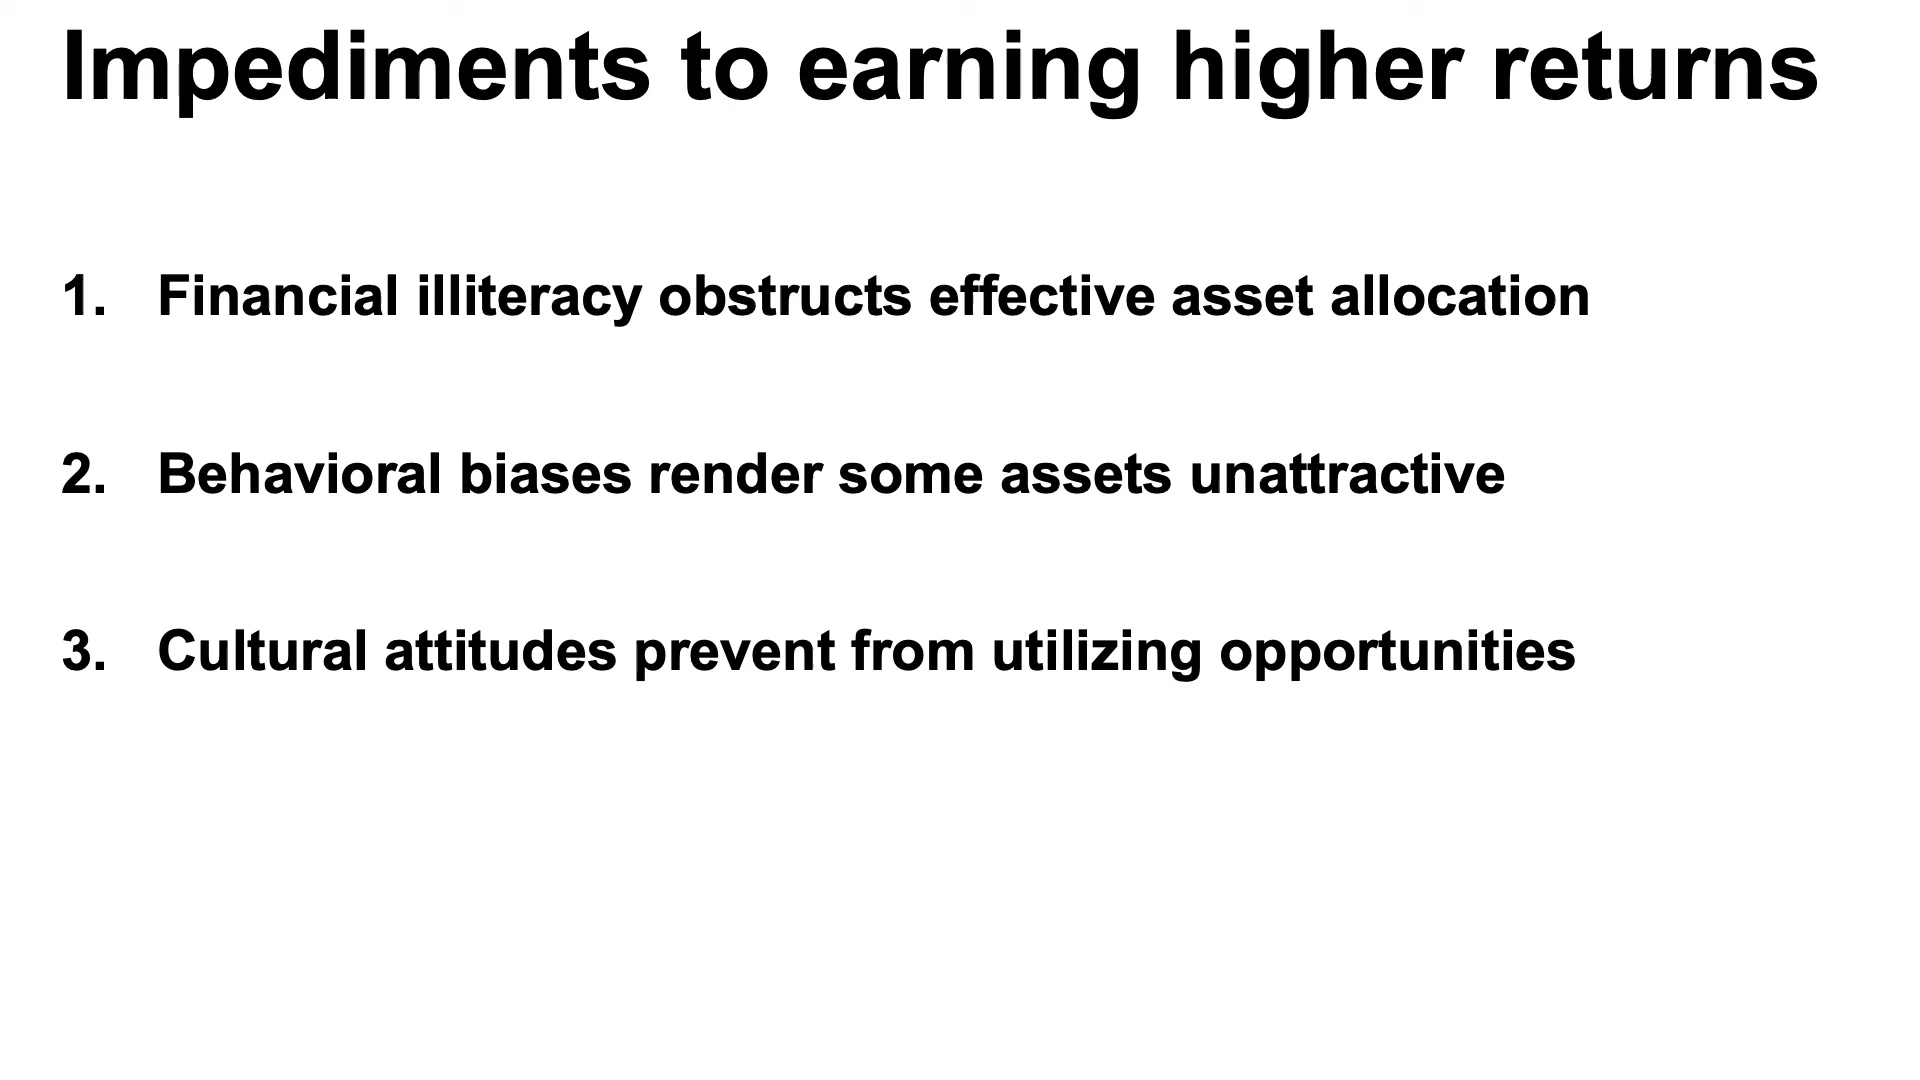 Impediments to earning higher returns
1. Financial illiteracy obstructs effective asset allocation
2. Behavioral biases render some assets unattractive
3. Cultural attitudes prevent from utilizing opportunities